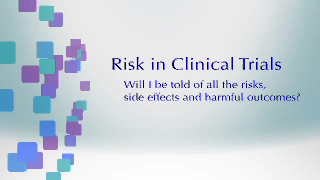 Risk in Clinical Trials
Will I be told of all the risks,
side effects and harmful outcomes?